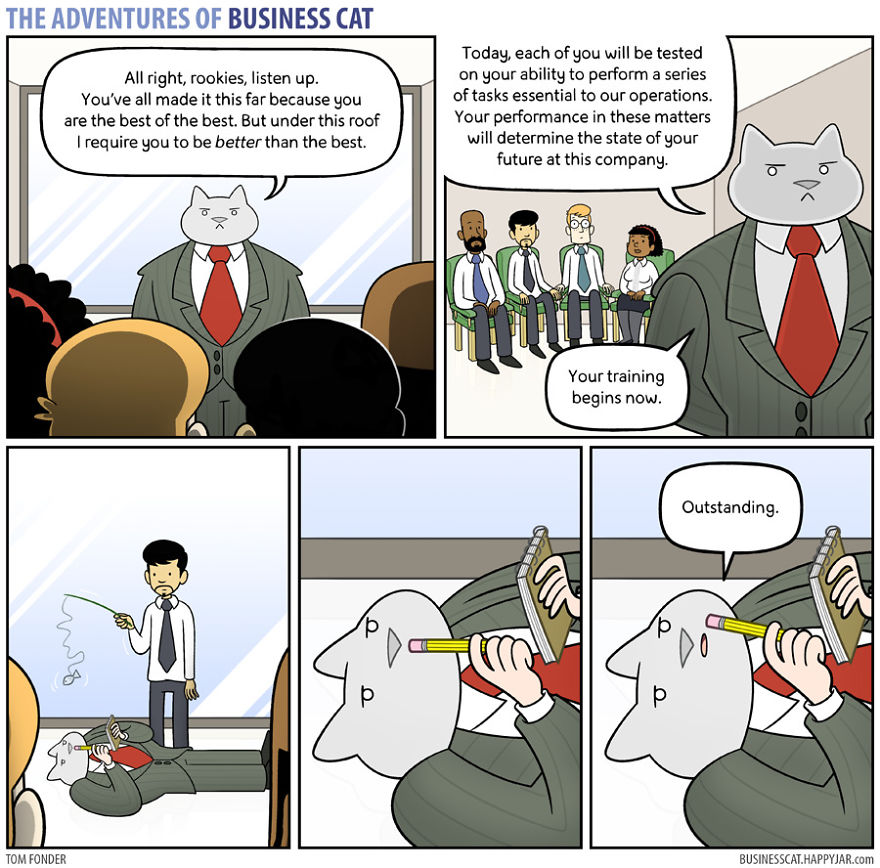 THE ADVENTURES OF BUSINESS CAT
All right, rookies, listen up.
You've all made it this far because you
are the best of the best. But under this roof
I require you to be better than the best.
Today, each of you will be tested
on your ability to perform a series
of tasks essential to our operations.
Your performance in these matters
will determine the state of your
future at this company.
Your training
begins now.
Outstanding.
TOM FONDER
BUSINESSCAT.HAPPYJAR.com